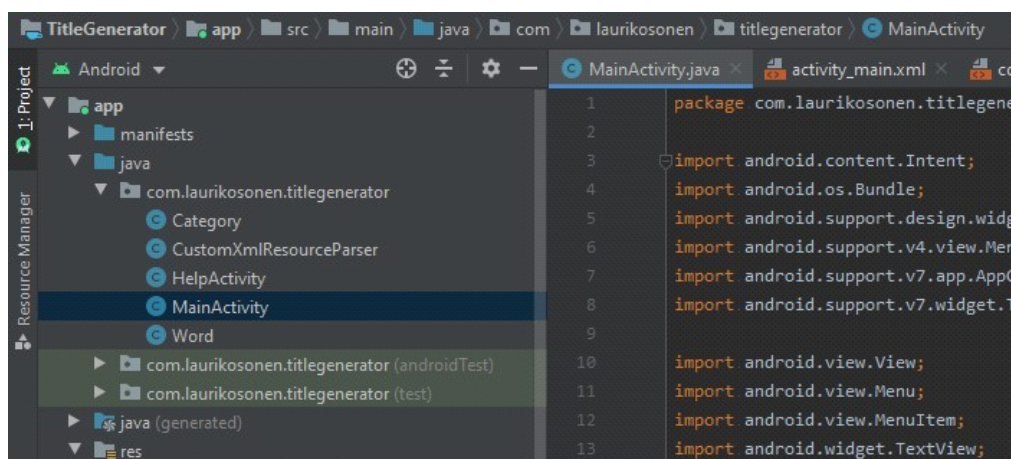 TitleGenerator app src main java com laurikosonen titlegenerator MainActivity
1: Project
Resource Manager
Android
app
manifests
java
com.laurikosonen.titlegenerator
Category
CustomXmlResourceParser
HelpActivity
MainActivity
Word
com.laurikosonen.titlegenerator (androidTest)
com.laurikosonen.titlegenerator (test)
java (generated)
res
MainActivity.java activity_main.xml co
1 package com.laurikosonen.titlegene
2
3 import android.content.Intent;
4 import android.os.Bundle;
5 import android.support.design.widg
6 import android.support.v4.view.Men
7 import android.support.v7.app.AppC
8 import android.support.v7.widget.T
9
10 import android.view.View;
11 import android.view.Menu;
12 import android.view.MenuItem;
13 import android.widget.TextView;